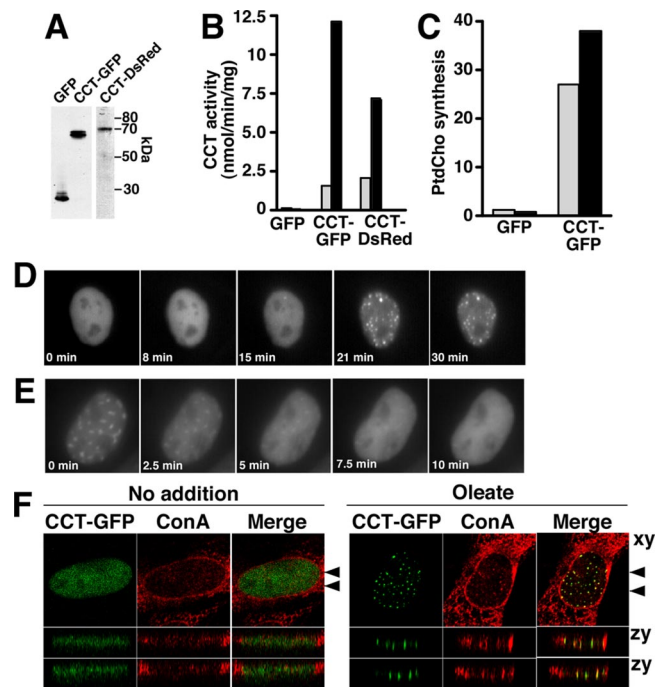 A
GFP
CCT-GFP
CCT-DsRed
80
70
50
30
kDa
B
CCT activity
(nmol/min/mg)
12.5
10.0
7.5
5.0
2.5
0
GFP
CCT-
GFP
CCT-
DsRed
C
PtdCho synthesis
40
30
20
10
0
GFP
CCT-
GFP
D
0 min
8 min
15 min
21 min
30 min
E
0 min
2.5 min
5 min
7.5 min
10 min
F
No addition
CCT-GFP ConA Merge
Oleate
CCT-GFP ConA Merge
xy
zy
zy